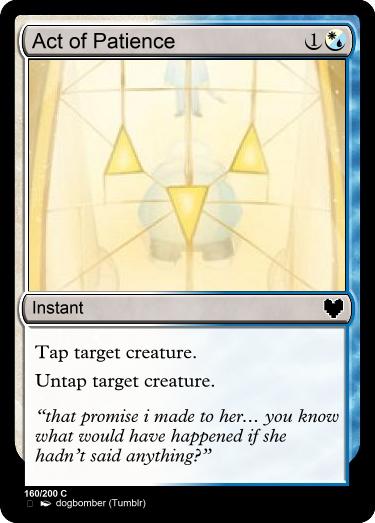 Act of Patience
1
Instant
Tap target creature.
Untap target creature.
“that promise i made to her... you know
what would have happened if she
hadn't said anything?”
160/200 C
dogbomber (Tumblr)